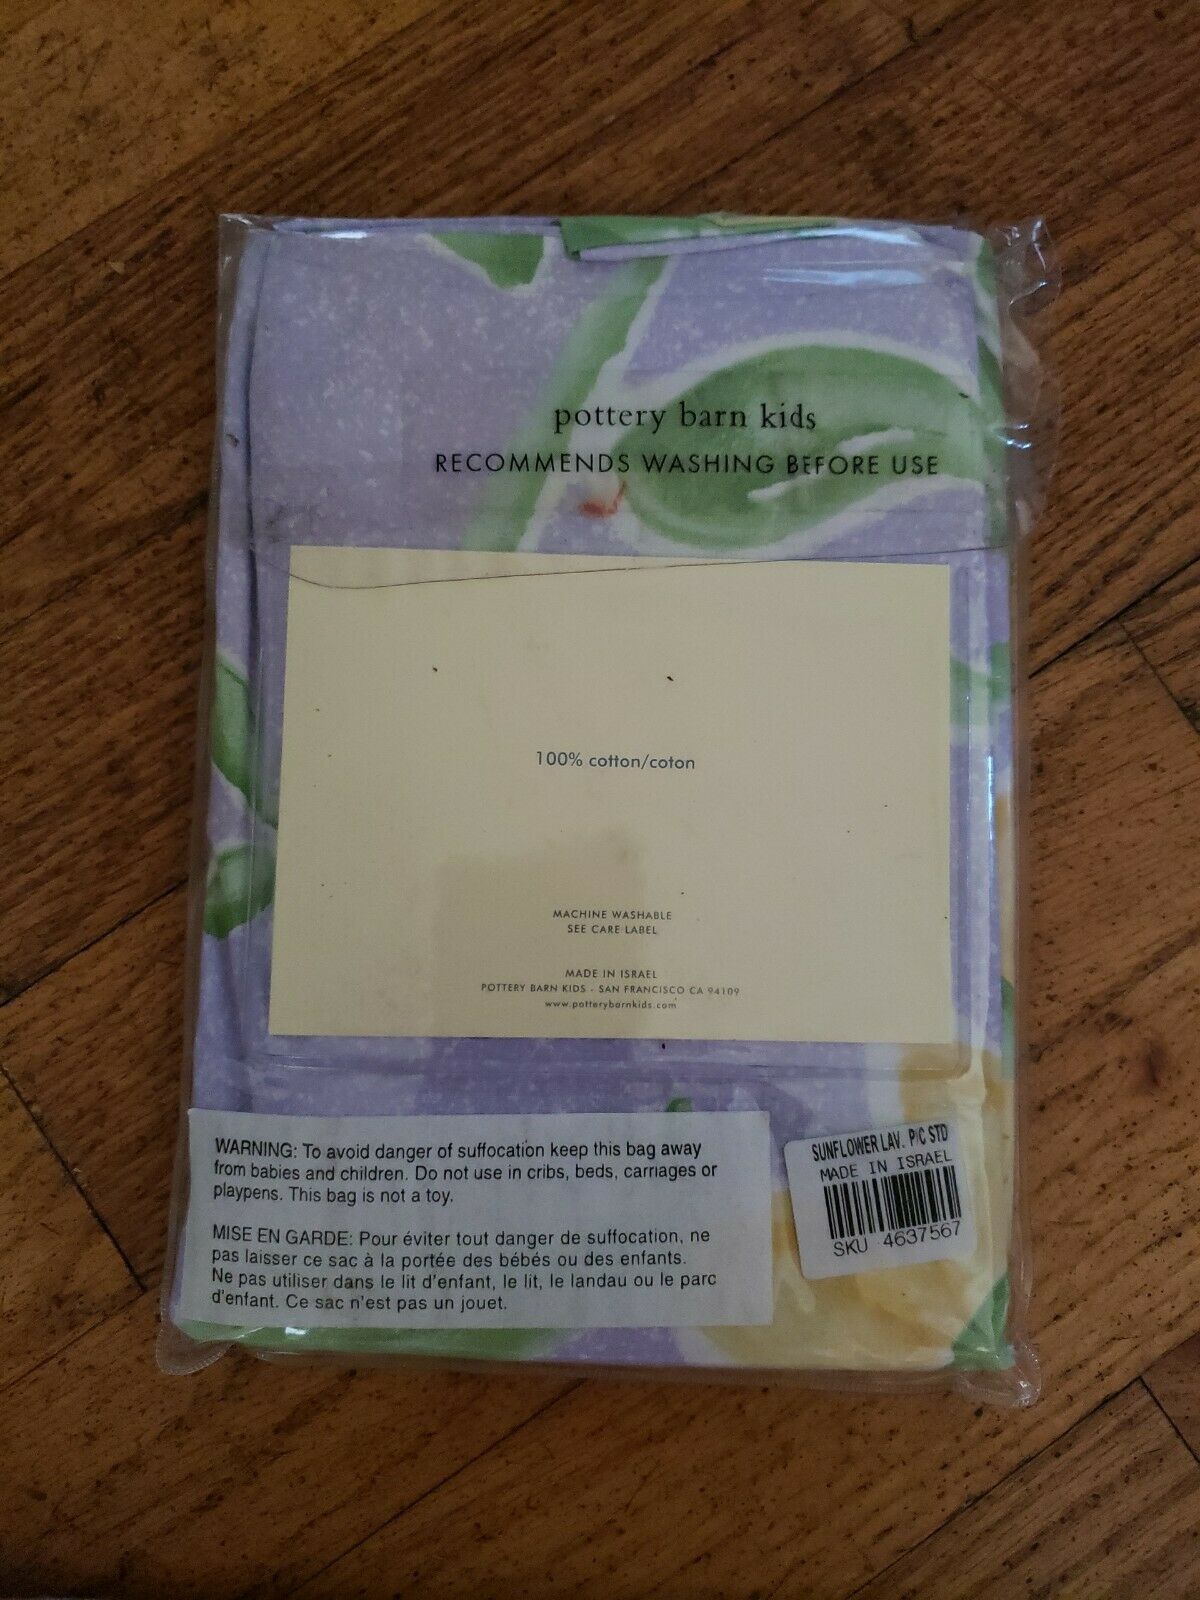 pottery barn kids
RECOMMENDS WASHING BEFORE USE
100% cotton/coton
MACHINE WASHABLE
SEE CARE LABEL
MADE IN ISRAEL
POTTERY BARN KIDS - SAN FRANCISCO CA 94109
www.potterybarnkids.com
WARNING: To avoid danger of suffocation keep this bag away
from babies and children. Do not use in cribs, beds, carriages or
playpens. This bag is not a toy.
MISE EN GARDE: Pour éviter tout danger de suffocation, ne
pas laisser ce sac à la portée des bébés ou des enfants.
Ne pas utiliser dans le lit d'enfant, le lit, le landau ou le parc
d'enfant. Ce sac n'est pas un jouet.
SUNFLOWER LAV. P/C STD
MADE IN ISRAEL
SKU 4637567